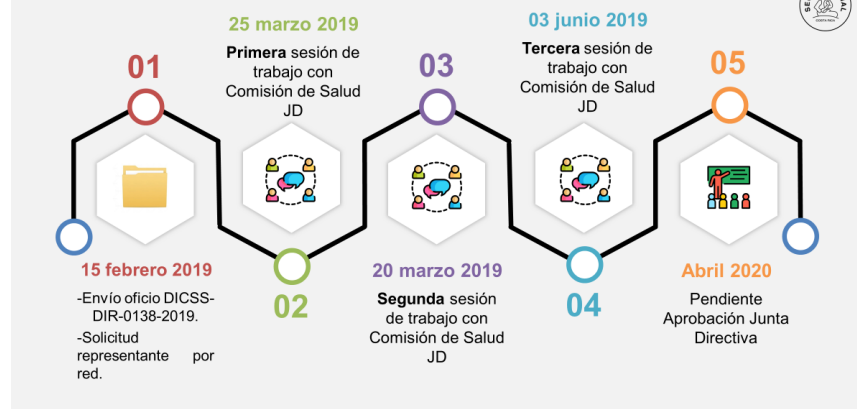 01
15 febrero 2019
-Envío oficio DICSS-
DIR-0138-2019.
-Solicitud
representante por
red.
25 marzo 2019
Primera sesión de
trabajo con
Comisión de Salud
JD
02
03
20 marzo 2019
Segunda sesión
de trabajo con
Comisión de Salud
JD
03 junio 2019
Tercera sesión de
trabajo con
Comisión de Salud
JD
04
05
Abril 2020
Pendiente
Aprobación Junta
Directiva
COSTA RICA